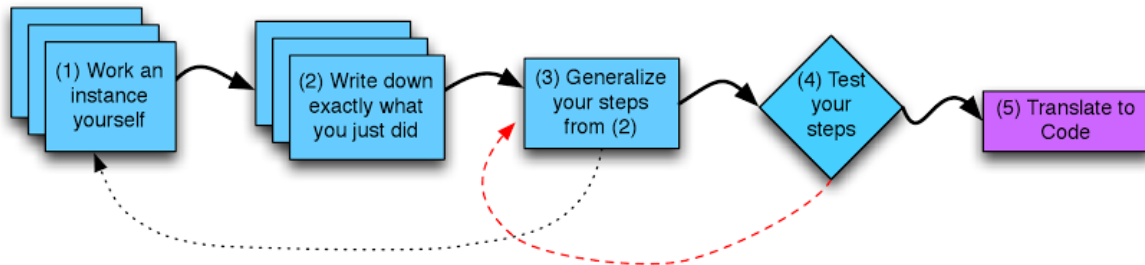 (1) Work an
instance
yourself
(2) Write down
exactly what
you just did
(3) Generalize
your steps
from (2)
(4) Test
your
steps
(5) Translate to
Code